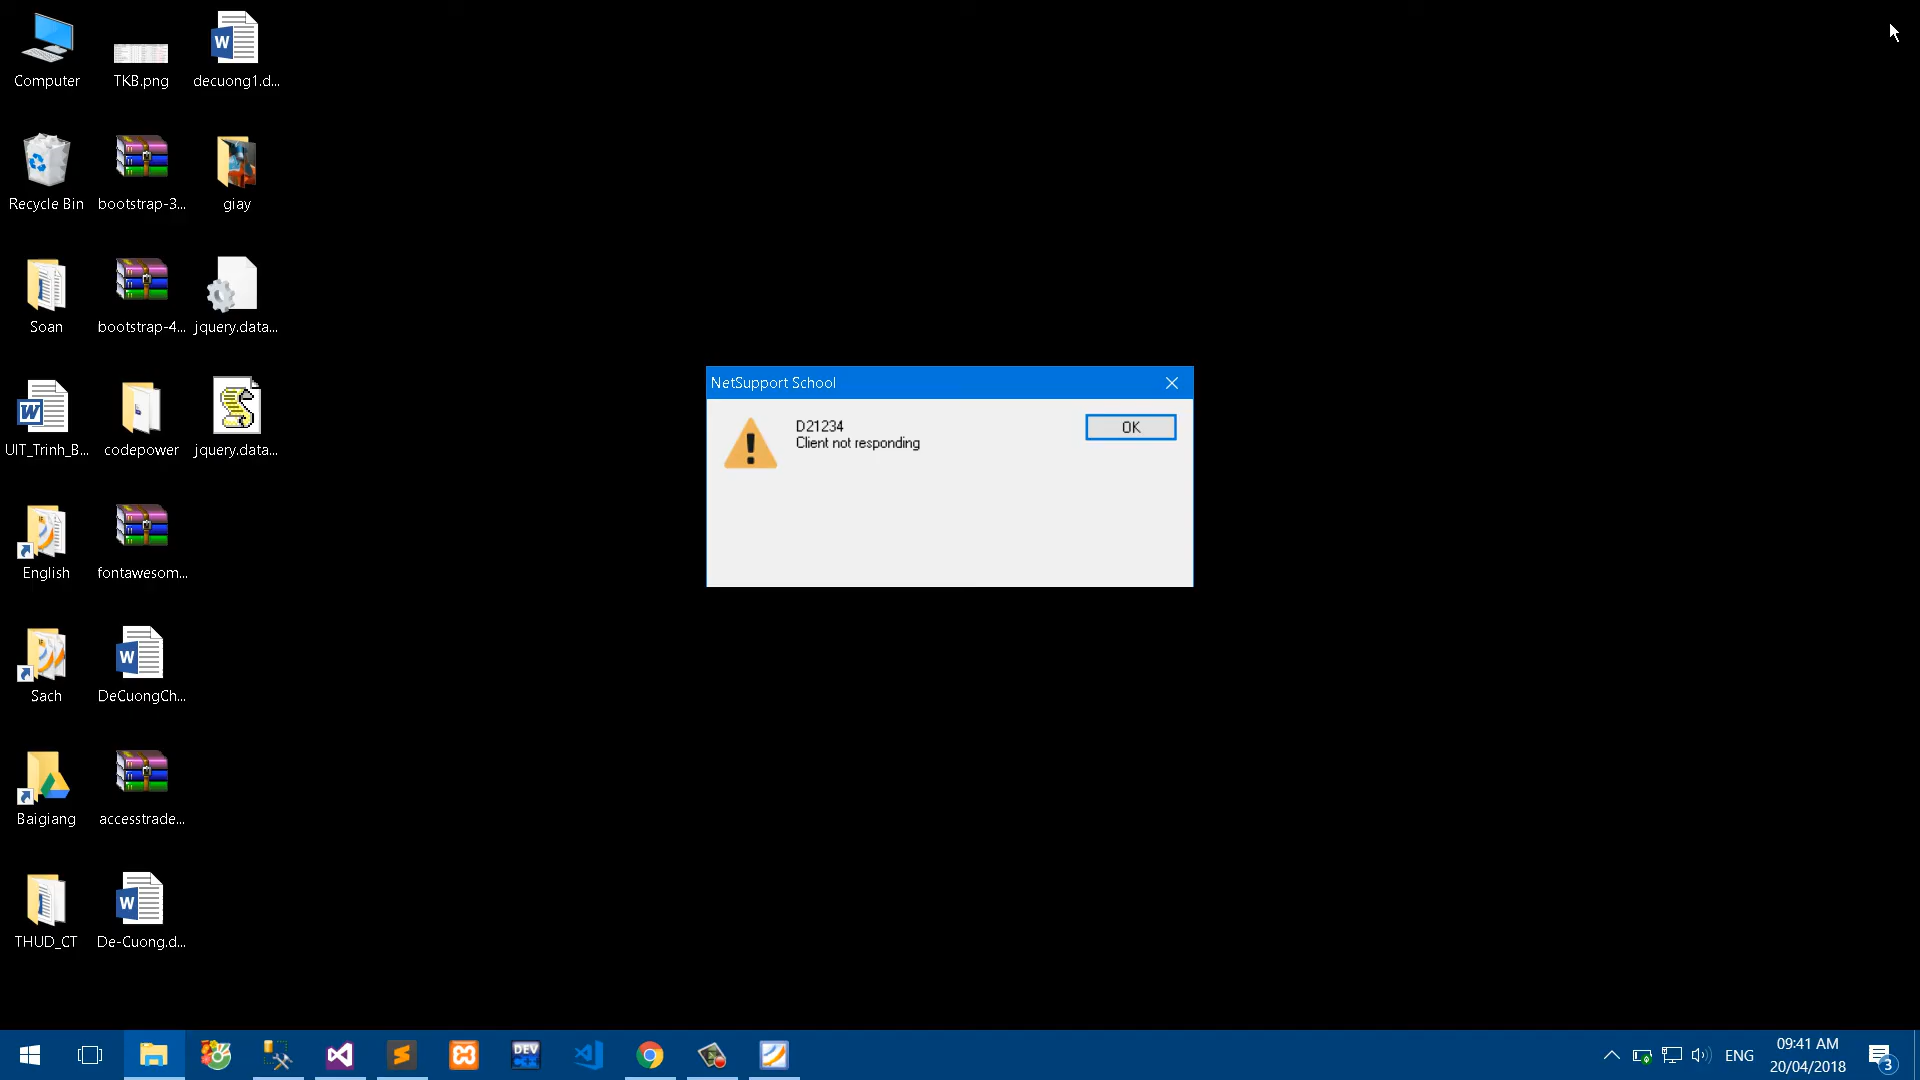 Computer
TKB.png
decuong1.d...
Recycle Bin
bootstrap-3...
giay
Soan
bootstrap-4...
jquery.data...
UIT_Trinh_B...
codepower
jquery.data...
English
fontawesom...
Sach
DeCuongCh...
Baigiang
accesstrade...
THUD_CT
De-Cuong.d...
NetSupport School
D21234
Client not responding
OK
DEV
C++
ENG
09:41 AM
20/04/2018
3